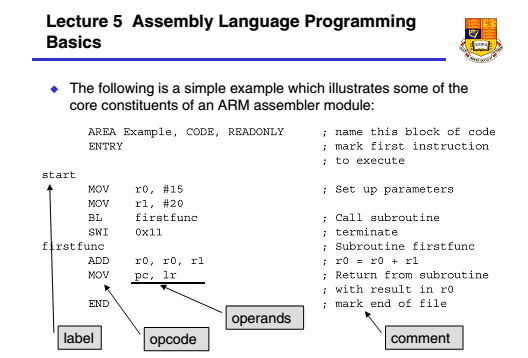 Lecture 5 Assembly Language Programming
Basics
The following is a simple example which illustrates some of the
core constituents of an ARM assembler module:
AREA Example, CODE, READONLY ; name this block of code
ENTRY ; mark first instruction
; to execute
start
MOV r0, #15 ; Set up parameters
MOV r1, #20
BL firstfunc ; Call subroutine
SWI 0x11 ; terminate
firstfunc ; Subroutine firstfunc
ADD r0, r0, r1 ; r0 = r0 + r1
MOV pc, lr ; Return from subroutine
; with result in r0
END ; mark end of file
label
opcode
operands
comment